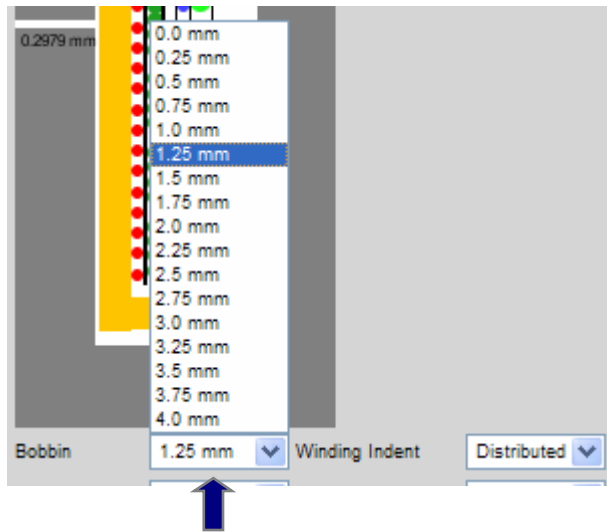 0.2979 mm
0.0 mm
0.25 mm
0.5 mm
0.75 mm
1.0 mm
1.25 mm
1.5 mm
1.75 mm
2.0 mm
2.25 mm
2.5 mm
2.75 mm
3.0 mm
3.25 mm
3.5 mm
3.75 mm
4.0 mm
Bobbin 1.25 mm Winding Indent Distributed